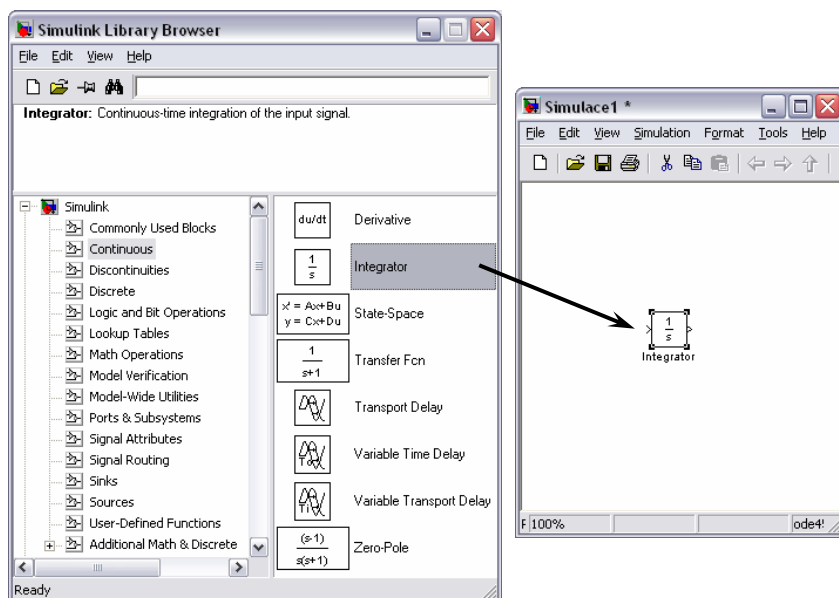 Simulink Library Browser
File Edit View Help
Integrator: Continuous-time integration of the input signal.
Simulink
Commonly Used Blocks
Continuous
Discontinuities
Discrete
Logic and Bit Operations
Lookup Tables
Math Operations
Model Verification
Model-Wide Utilities
Ports & Subsystems
Signal Attributes
Signal Routing
Sinks
Sources
User-Defined Functions
Additional Math & Discrete
du/dt Derivative
1
s
Integrator
x' = Ax+Bu
y = Cx+Du
State-Space
1
s+1
Transfer Fcn
Transport Delay
Variable Time Delay
Variable Transport Delay
(s-1)
s(s+1)
Zero-Pole
Ready
Simulace1 *
File Edit View Simulation Format Tools Help
1
s
Integrator
F 100% ode4